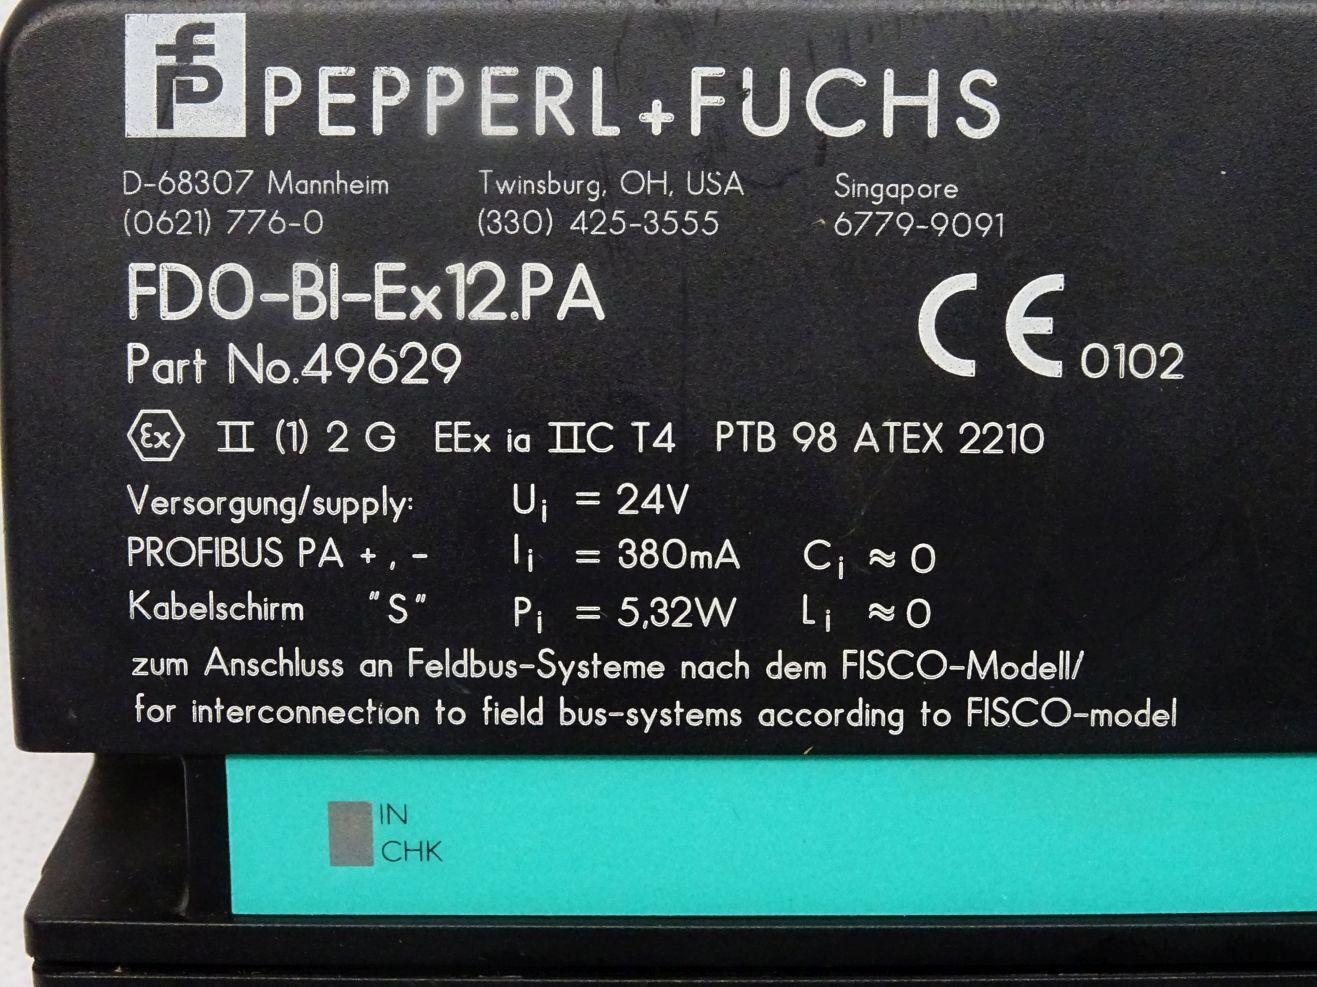 PEPPERL+FUCHS
D-68307 Mannheim Twinsburg, OH, USA Singapore
(0621) 776-0 (330) 425-3555 6779-9091
FD0-BI-Ex12.PA
Part No.49629
CE 0102
Ex II (1) 2 G EEx ia IIC T4 PTB 98 ATEX 2210
Versorgung/supply: Ui = 24V
PROFIBUS PA +, - Ii = 380mA Ci ≈ 0
Kabelschirm "S" Pi = 5,32W Li ≈ 0
zum Anschluss an Feldbus-Systeme nach dem FISCO-Modell/
for interconnection to field bus-systems according to FISCO-model
IN
CHK